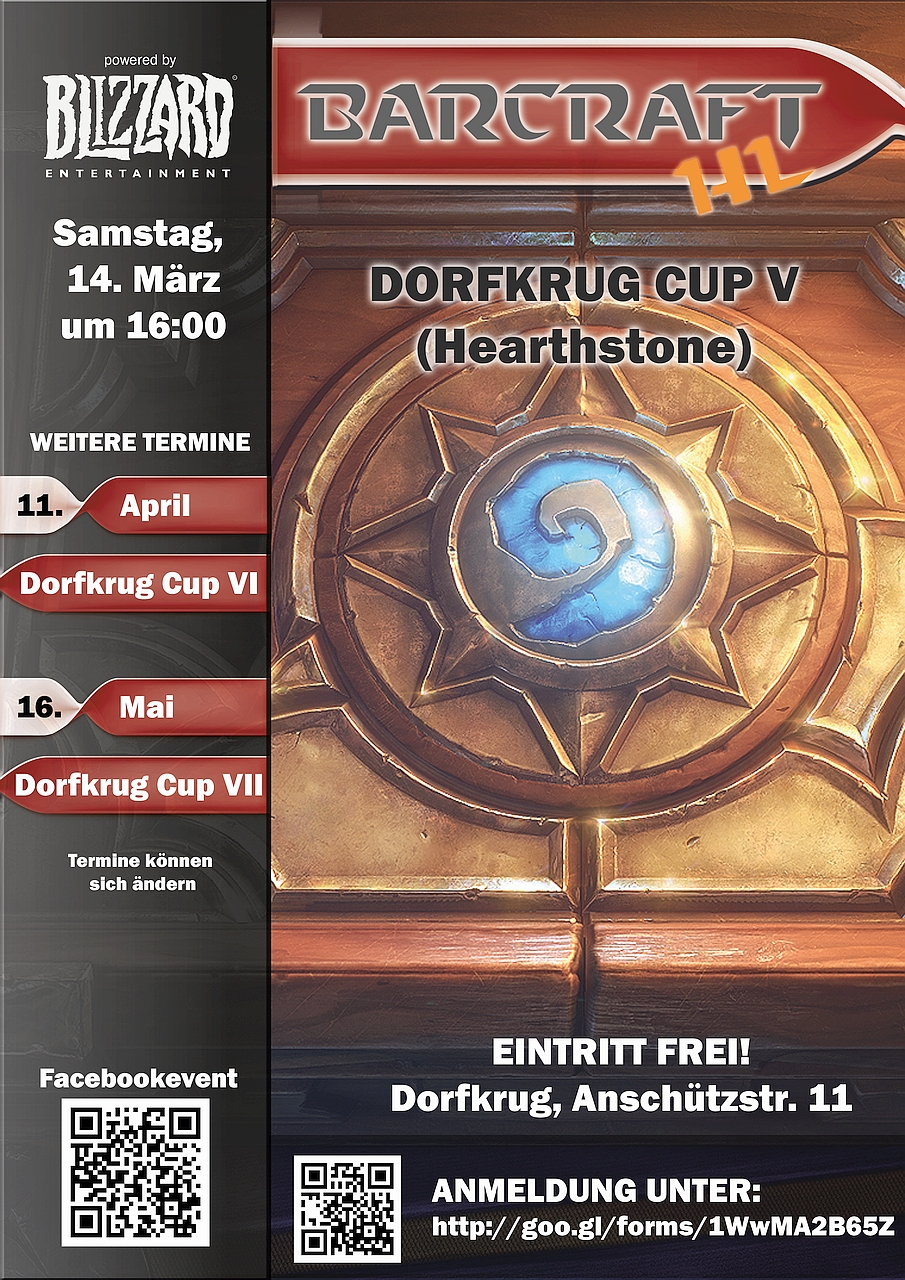 powered by
BLIZZARD
ENTERTAINMENT
Samstag,
14. März
um 16:00
WEITERE TERMINE
11. April
Dorfkrug Cup VI
16. Mai
Dorfkrug Cup VII
Termine können
sich ändern
Facebookevent
BARCRAFT
HL
DORFKRUG CUP V
(Hearthstone)
EINTRITT FREI!
Dorfkrug, Anschützstr. 11
ANMELDUNG UNTER:
http://goo.gl/forms/1WwMA2B65Z